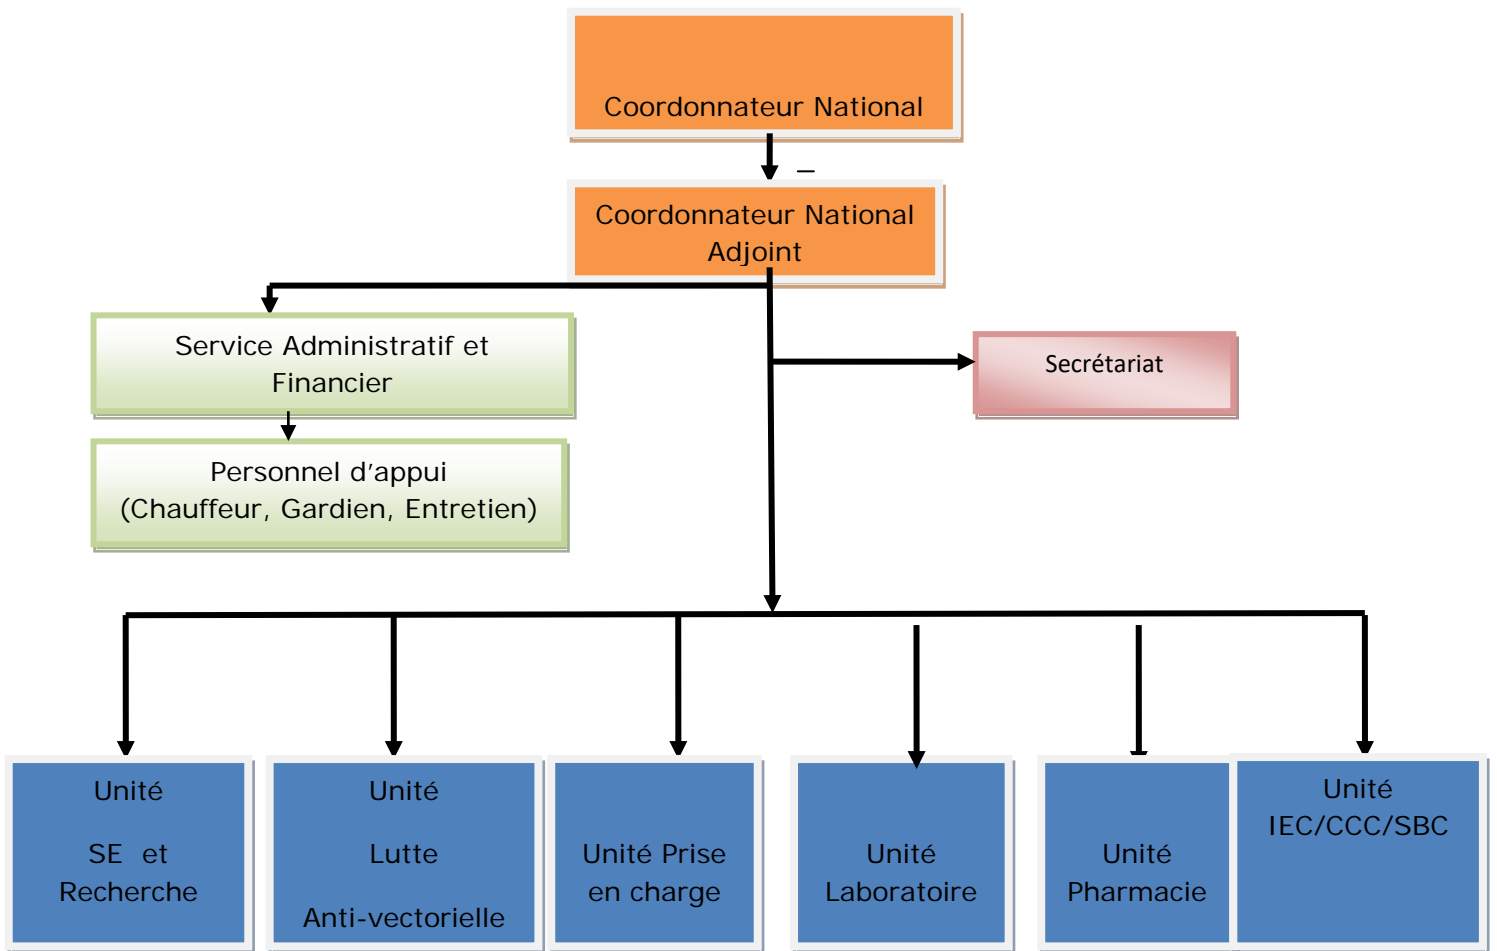 Coordonnateur National
–
Coordonnateur National
Adjoint
Service Administratif et
Financier
Secrétariat
Personnel d'appui
(Chauffeur, Gardien, Entretien)
Unité
SE et
Recherche
Unité
Lutte
Anti-vectorielle
Unité Prise
en charge
Unité
Laboratoire
Unité
Pharmacie
Unité
IEC/CCC/SBC